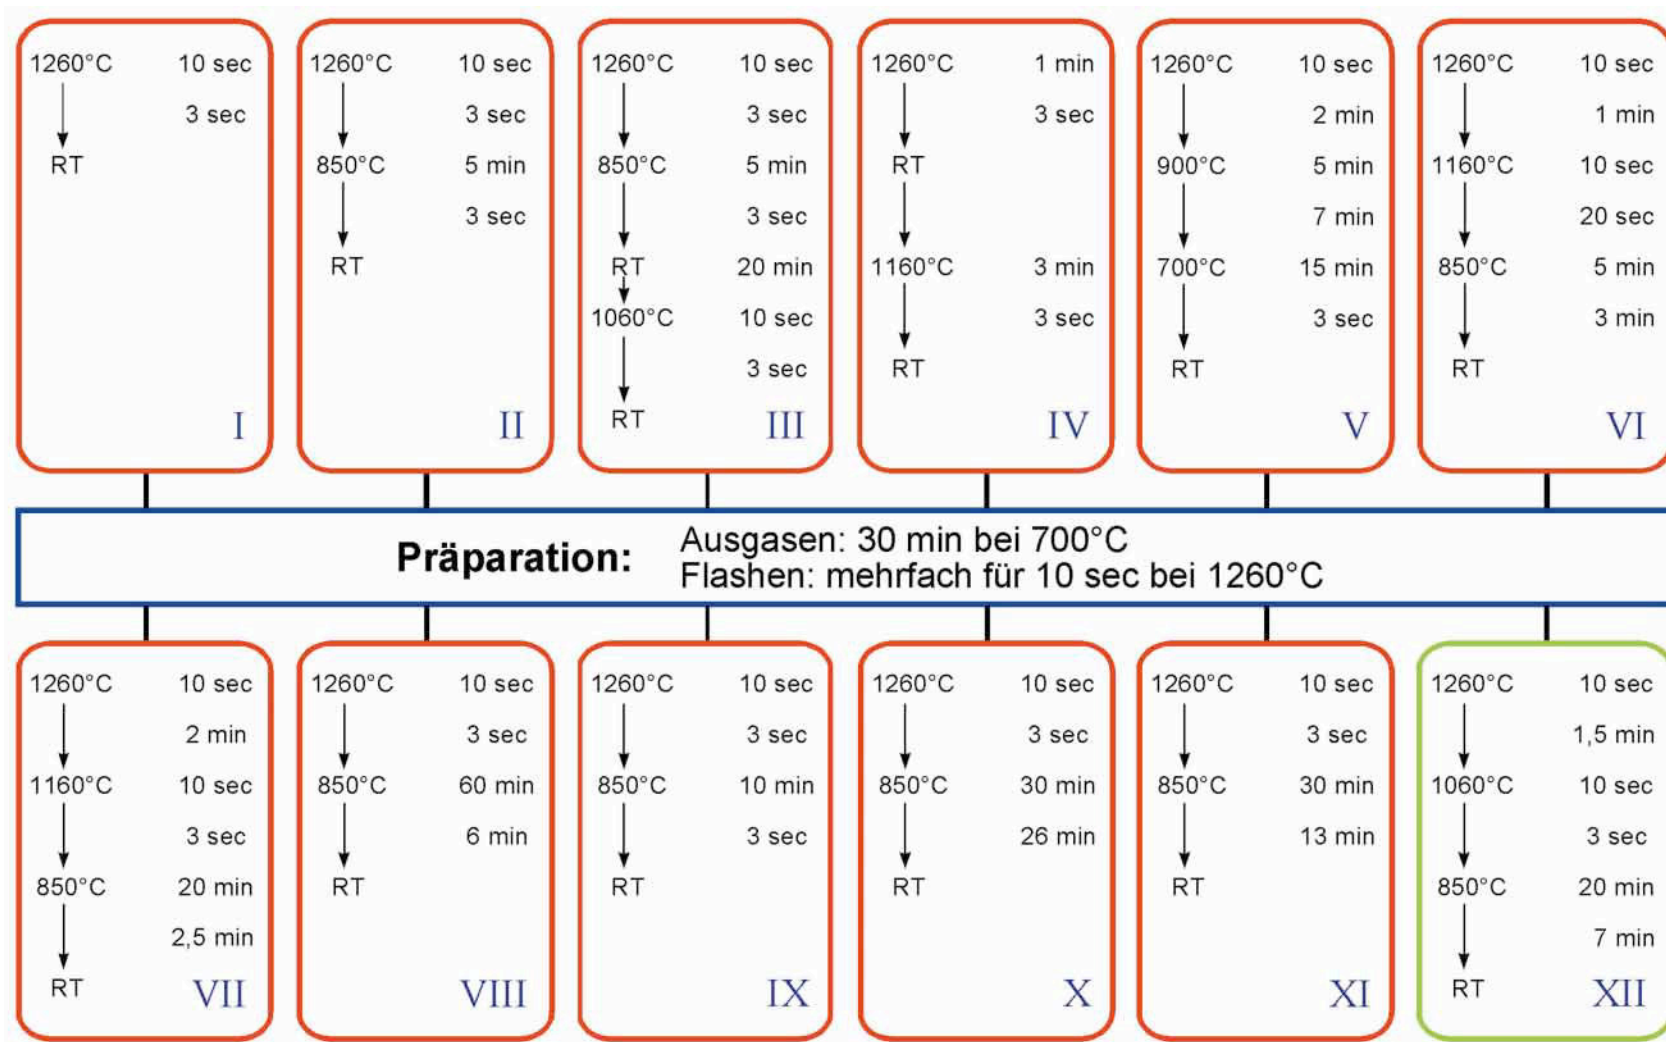 1260°C 10 sec
3 sec
RT
I
1260°C 10 sec
3 sec
850°C 5 min
3 sec
RT
II
1260°C 10 sec
3 sec
850°C 5 min
3 sec
RT 20 min
1060°C 10 sec
3 sec
RT
III
1260°C 1 min
3 sec
RT
1160°C 3 min
3 sec
RT
IV
1260°C 10 sec
2 min
900°C 5 min
7 min
700°C 15 min
3 sec
RT
V
1260°C 10 sec
1 min
1160°C 10 sec
20 sec
850°C 5 min
3 min
RT
VI
Präparation: Ausgasen: 30 min bei 700°C
Flashen: mehrfach für 10 sec bei 1260°C
1260°C 10 sec
2 min
1160°C 10 sec
3 sec
850°C 20 min
2,5 min
RT
VII
1260°C 10 sec
3 sec
850°C 60 min
6 min
RT
VIII
1260°C 10 sec
3 sec
850°C 10 min
3 sec
RT
IX
1260°C 10 sec
3 sec
850°C 30 min
26 min
RT
X
1260°C 10 sec
3 sec
850°C 30 min
13 min
RT
XI
1260°C 10 sec
1,5 min
1060°C 10 sec
3 sec
850°C 20 min
7 min
RT
XII